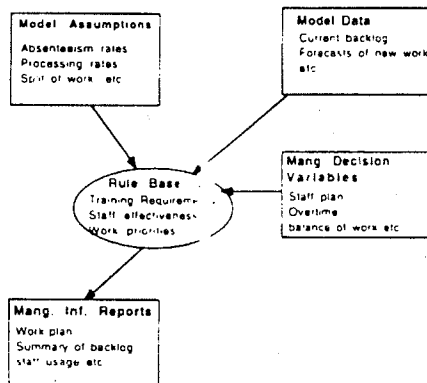 Model Assumptions
Absenteeism rates
Processing rates
Split of work etc
Model Data
Current backlog
Forecasts of new work
etc
Mang Decision
Variables
Staff plan
Overtime
balance of work etc
Rule Base
Training Requirem
Staff effectiveness
Work priorities
Mang. Inf. Reports
Work plan
Summary of backlog
staff usage etc